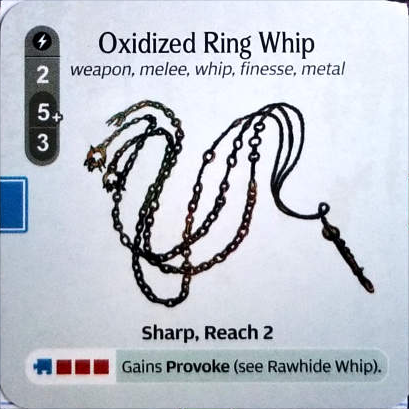 Oxidized Ring Whip
weapon, melee, whip, finesse, metal
2
5+
3
Sharp, Reach 2
Gains Provoke (see Rawhide Whip).